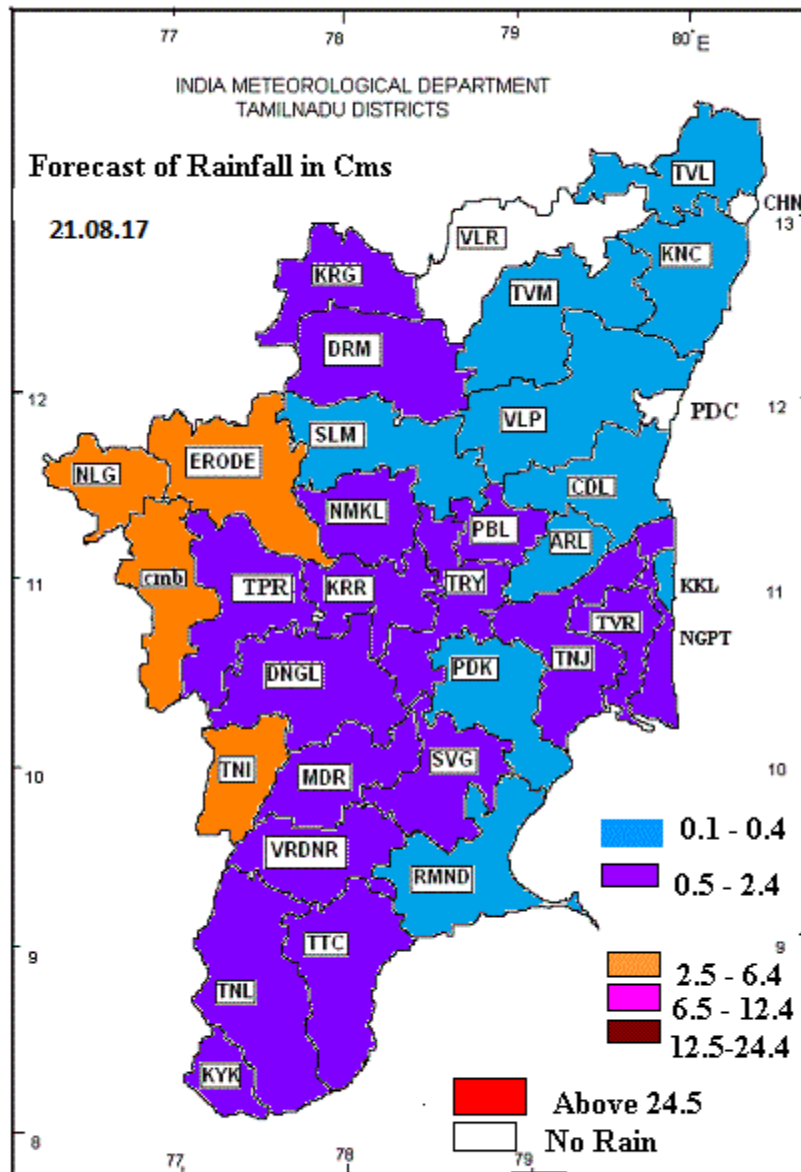 77 78 79 80°E
INDIA METEOROLOGICAL DEPARTMENT
TAMILNADU DISTRICTS
Forecast of Rainfall in Cms
21.08.17
TVL
CHN
13
VLR
KNC
KRG
TVM
DRM
12
12
VLP
PDC
SLM
ERODE
NLG
CDL
NMKL
PBL
ARL
11
cmb
TPR
KRR
TRY
KKL
11
TVR
NGPT
DNGL
PDK
TNJ
10
TNI
MDR
SVG
10
0.1 - 0.4
VRDNR
RMND
0.5 - 2.4
9
TTC
9
2.5 - 6.4
TNL
6.5 - 12.4
12.5-24.4
KYK
Above 24.5
8
No Rain
77 78 79